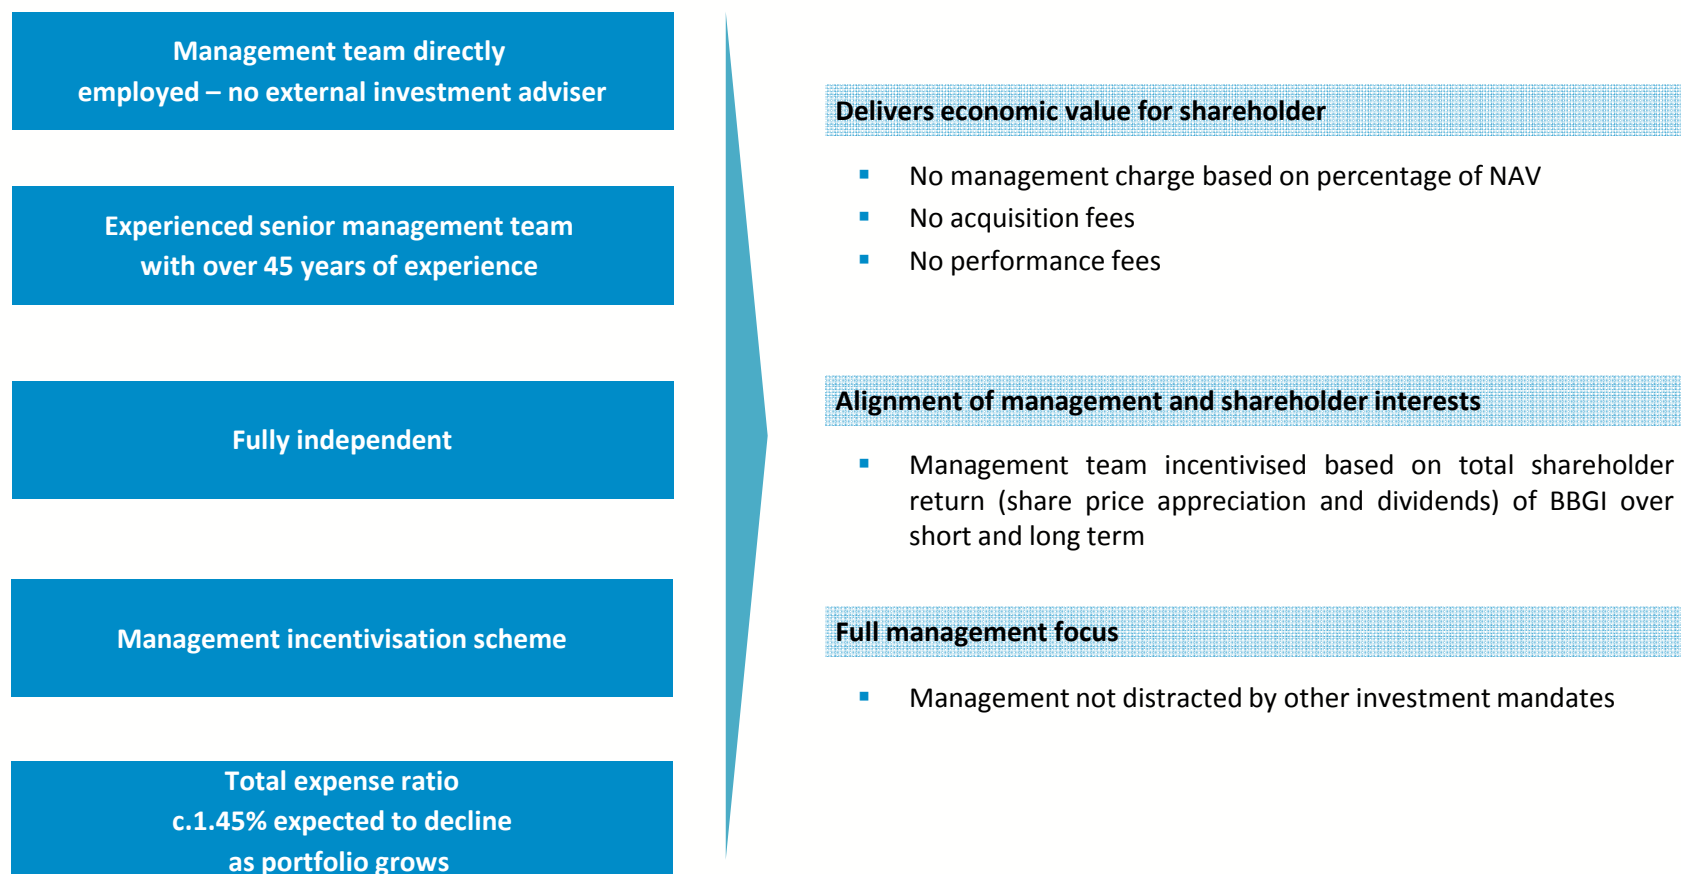 Management team directly
employed – no external investment adviser
Experienced senior management team
with over 45 years of experience
Fully independent
Management incentivisation scheme
Total expense ratio
c.1.45% expected to decline
as portfolio grows
Delivers economic value for shareholder
▪ No management charge based on percentage of NAV
▪ No acquisition fees
▪ No performance fees
Alignment of management and shareholder interests
▪ Management team incentivised based on total shareholder
return (share price appreciation and dividends) of BBGI over
short and long term
Full management focus
▪ Management not distracted by other investment mandates